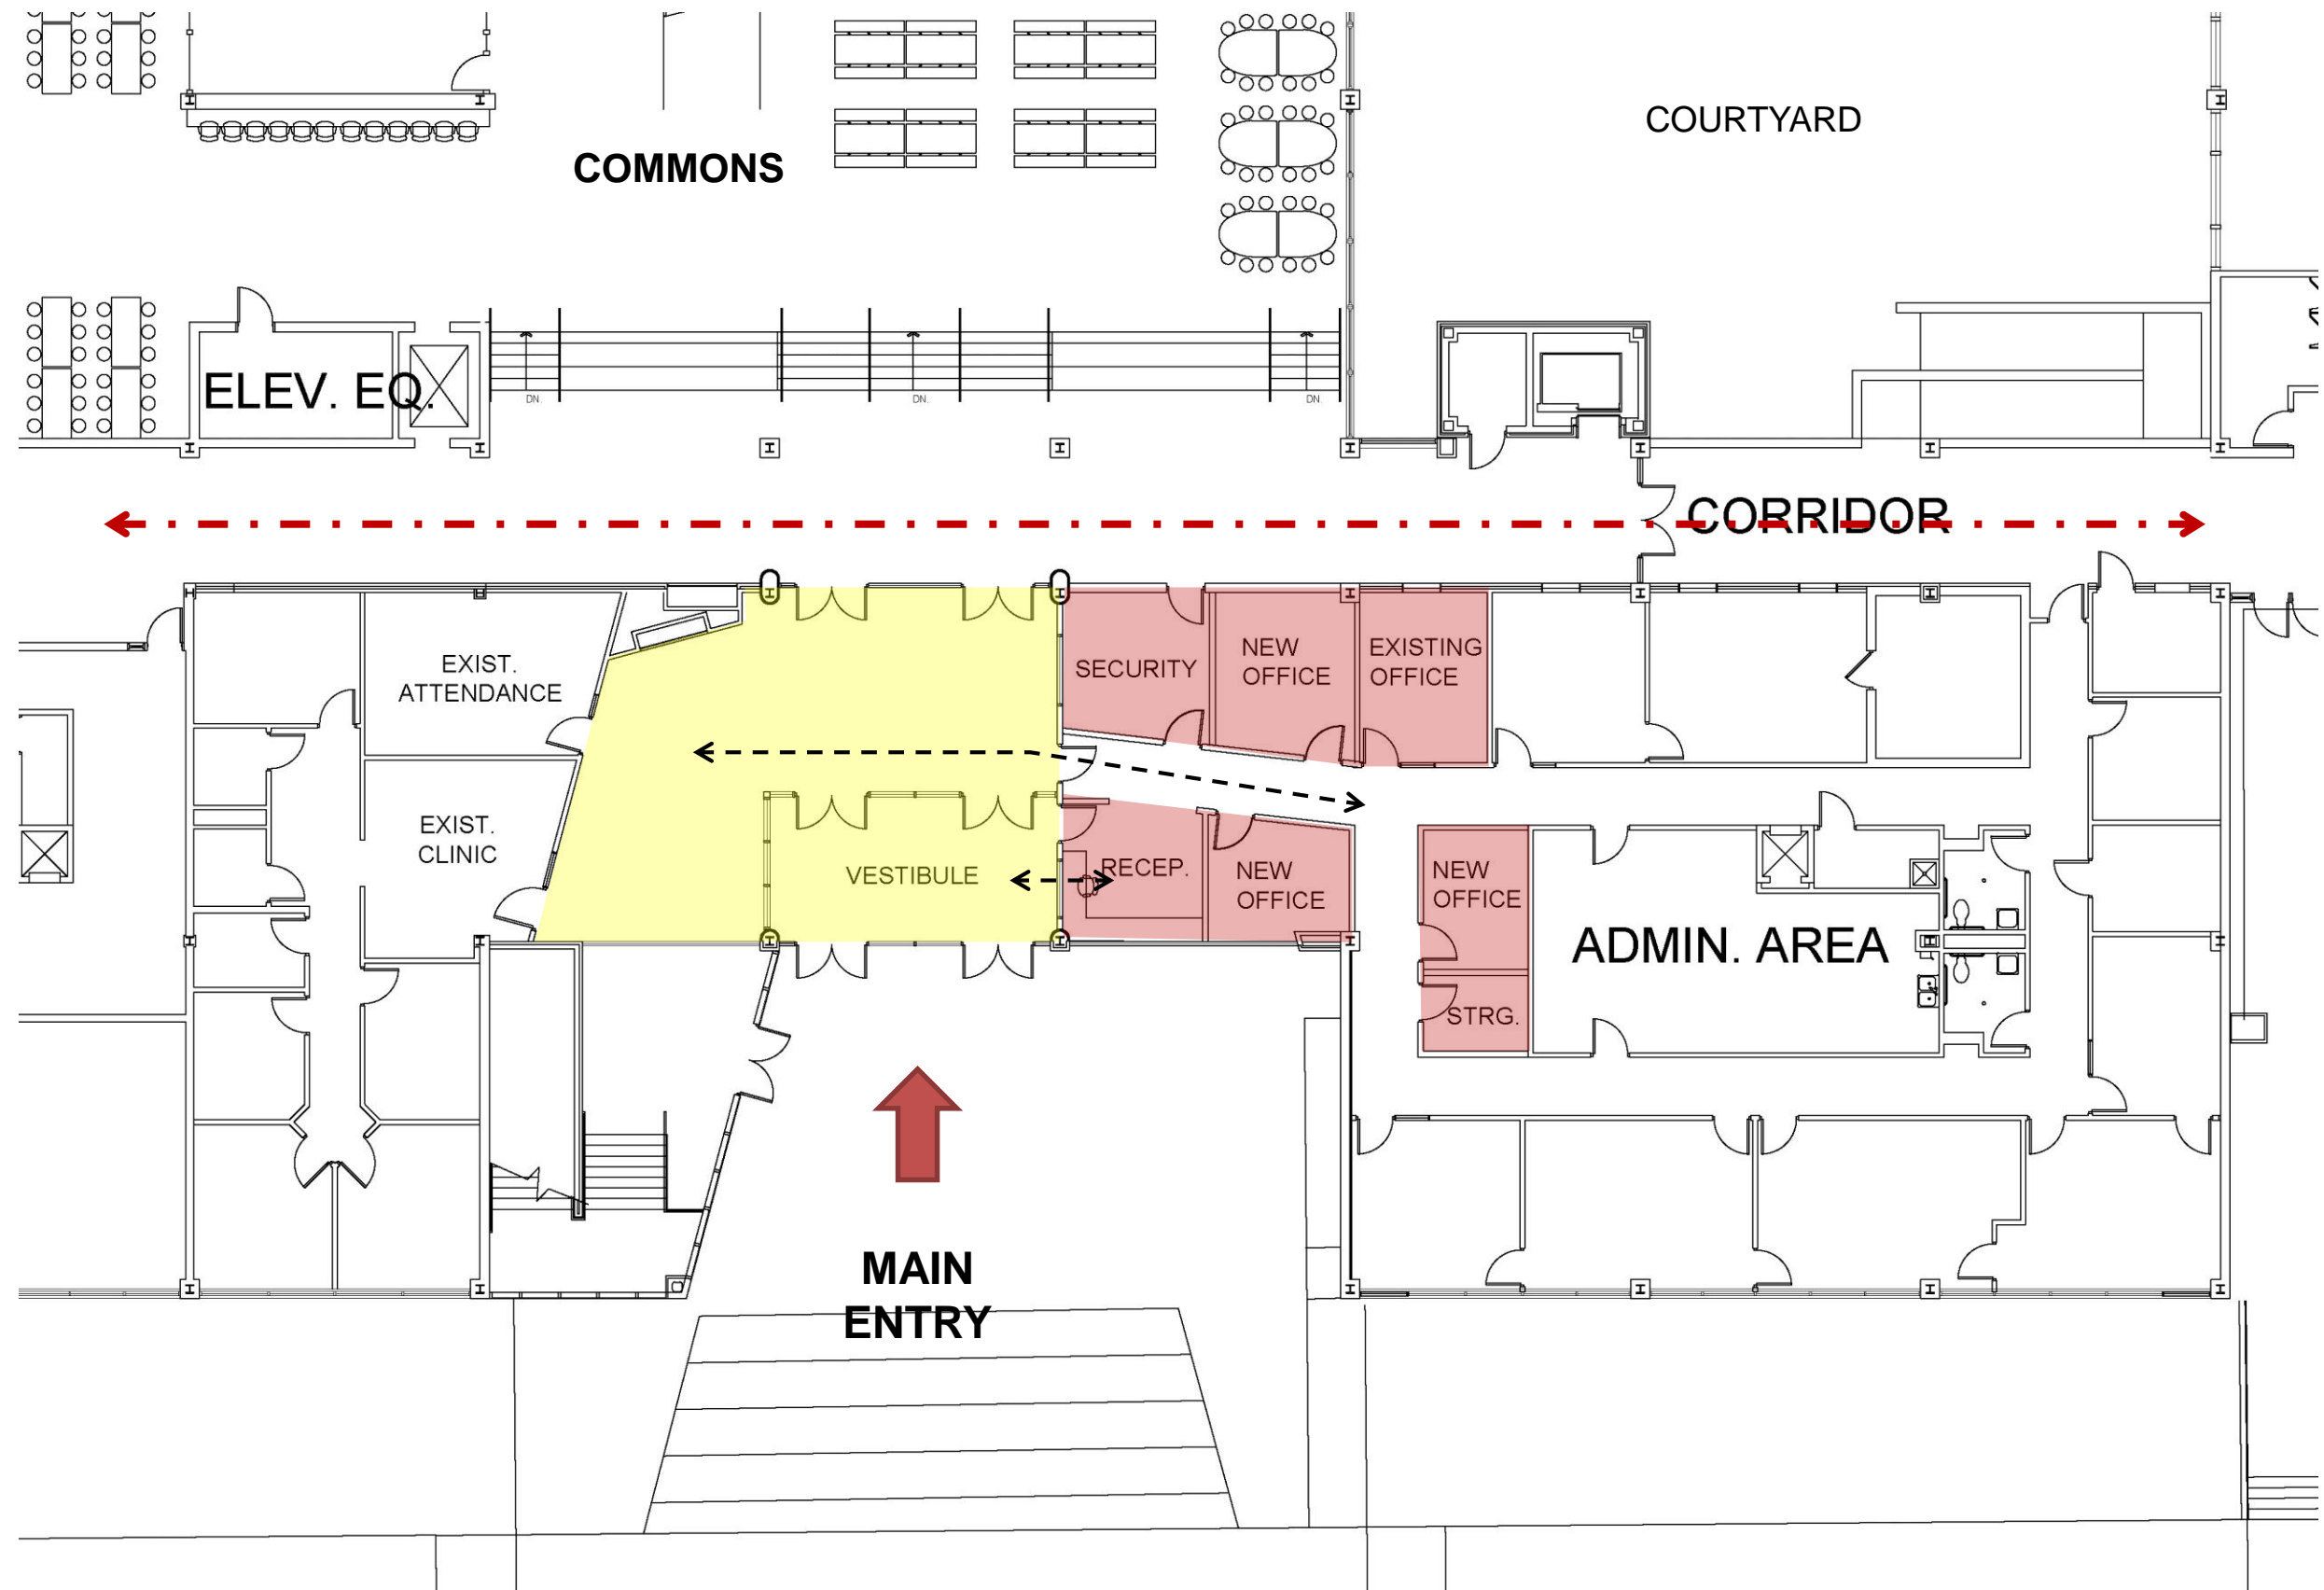 COURTYARD
COMMONS
ELEV. EQ.
DN.
DN.
DN.
CORRIDOR
EXIST.
ATTENDANCE
SECURITY
NEW
OFFICE
EXISTING
OFFICE
EXIST.
CLINIC
VESTIBULE
RECEP.
NEW
OFFICE
NEW
OFFICE
ADMIN. AREA
STRG.
MAIN
ENTRY